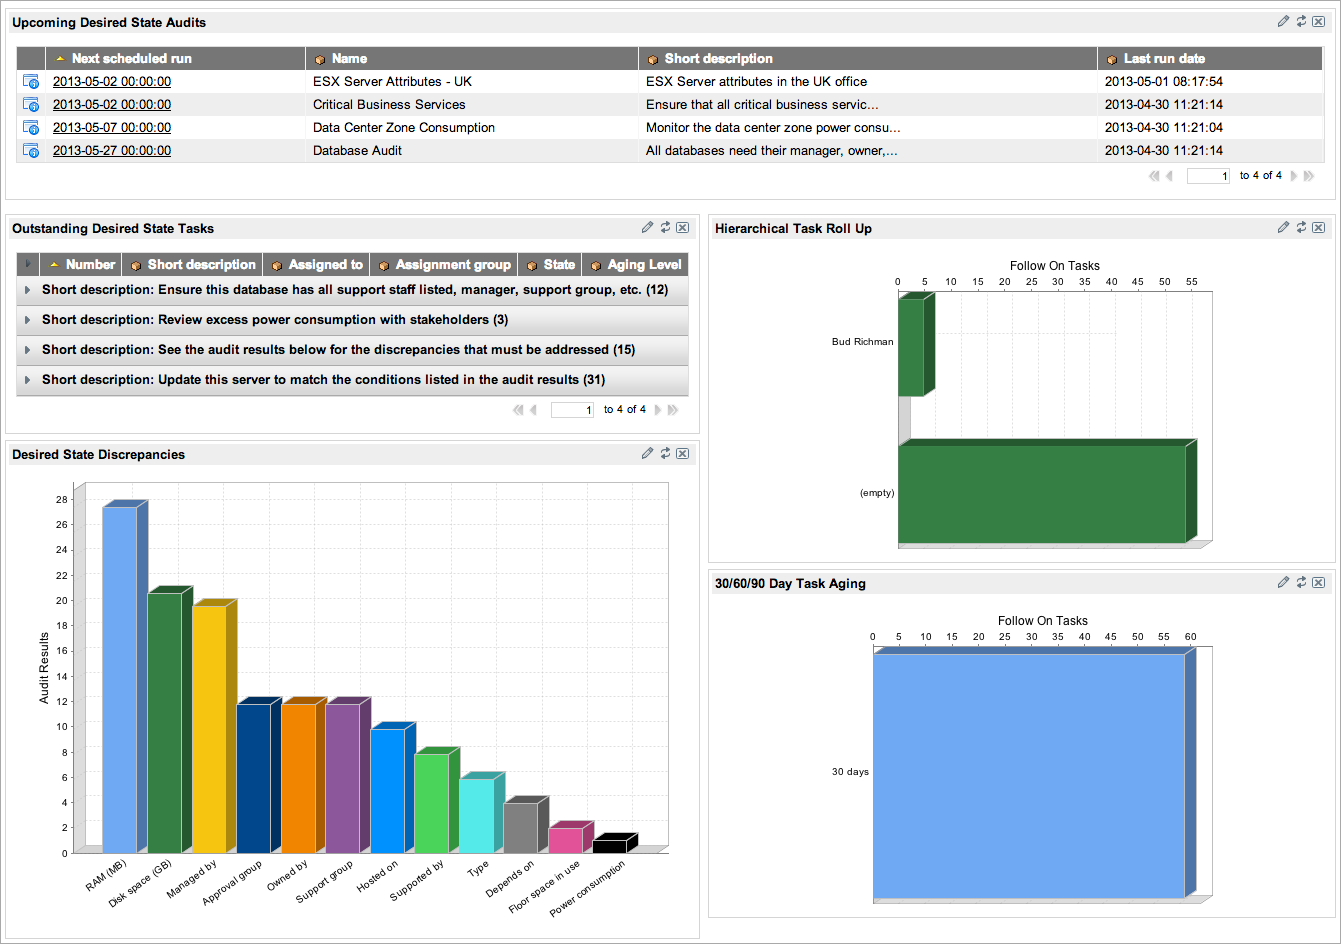 Upcoming Desired State Audits
Next scheduled run Name Short description Last run date
2013-05-02 00:00:00 ESX Server Attributes - UK ESX Server attributes in the UK office 2013-05-01 08:17:54
2013-05-02 00:00:00 Critical Business Services Ensure that all critical business servic... 2013-04-30 11:21:14
2013-05-07 00:00:00 Data Center Zone Consumption Monitor the data center zone power consu... 2013-04-30 11:21:04
2013-05-27 00:00:00 Database Audit All databases need their manager, owner,... 2013-04-30 11:21:14
1 to 4 of 4
Outstanding Desired State Tasks
Number Short description Assigned to Assignment group State Aging Level
Short description: Ensure this database has all support staff listed, manager, support group, etc. (12)
Short description: Review excess power consumption with stakeholders (3)
Short description: See the audit results below for the discrepancies that must be addressed (15)
Short description: Update this server to match the conditions listed in the audit results (31)
1 to 4 of 4
Desired State Discrepancies
Audit Results
28
26
24
22
20
18
16
14
12
10
8
6
4
2
0
RAM (MB) Disk space (GB) Managed by Approval group Owned by Support group Hosted on Supported by Type Depends on Floor space in use Power consumption
Hierarchical Task Roll Up
Follow On Tasks
0 5 10 15 20 25 30 35 40 45 50 55
Bud Richman
(empty)
30/60/90 Day Task Aging
Follow On Tasks
0 5 10 15 20 25 30 35 40 45 50 55 60
30 days